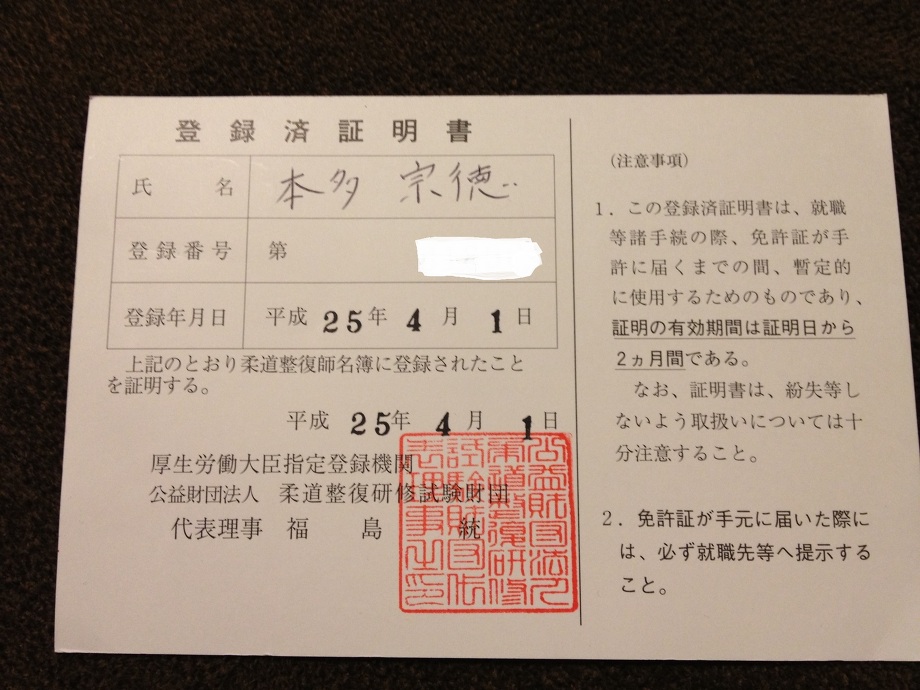 登録済証明書
氏名 本多 宗徳
登録番号 第
登録年月日 平成 25年 4月 1日
上記のとおり柔道整復師名簿に登録されたこと
を証明する。
平成 25年 4月 1日
厚生労働大臣指定登録機関
公益財団法人 柔道整復研修試験財団
代表理事 福島 統
(注意事項)
1.この登録済証明書は、就職
等諸手続の際、免許証が手
許に届くまでの間、暫定的
に使用するためのものであり、
証明の有効期間は証明日から
2ヵ月間である。
なお、証明書は、紛失等し
ないよう取扱いについては十
分注意すること。
2.免許証が手元に届いた際に
は、必ず就職先等へ提示する
こと。